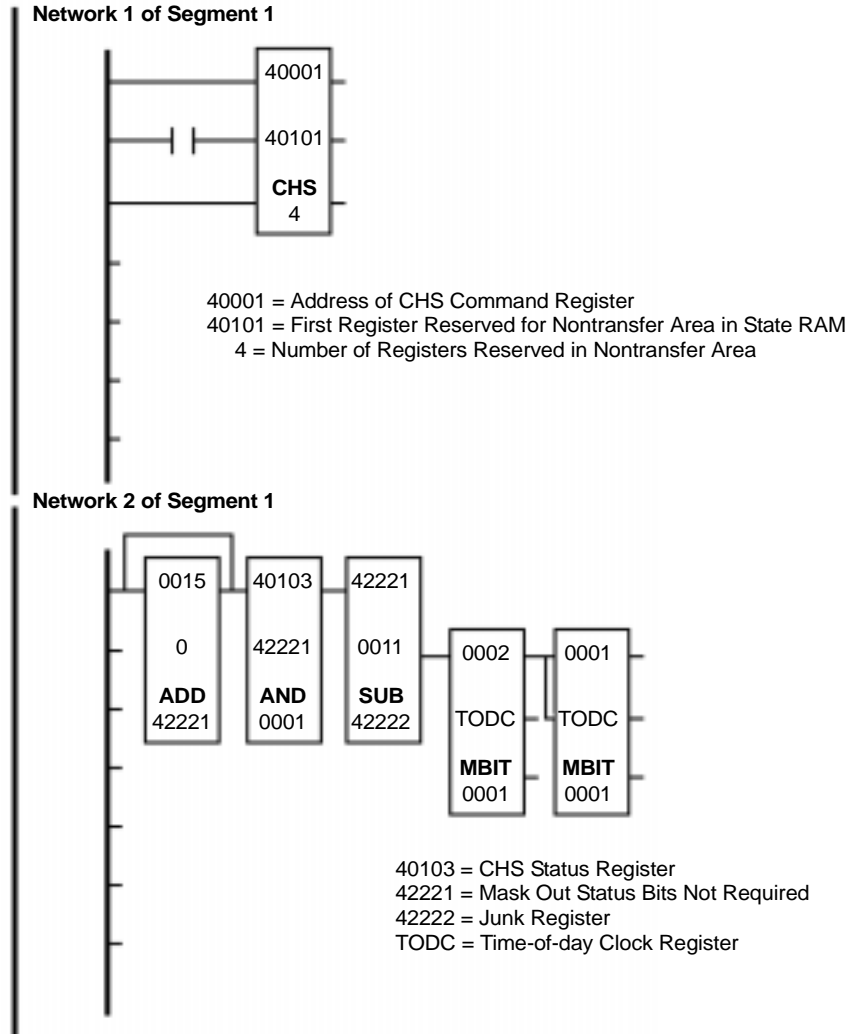 Network 1 of Segment 1
40001
40101
CHS
4
40001 = Address of CHS Command Register
40101 = First Register Reserved for Nontransfer Area in State RAM
4 = Number of Registers Reserved in Nontransfer Area
Network 2 of Segment 1
0015 40103 42221
0 42221 0011 0002 0001
ADD AND SUB
42221 0001 42222 TODC TODC
MBIT MBIT
0001 0001
40103 = CHS Status Register
42221 = Mask Out Status Bits Not Required
42222 = Junk Register
TODC = Time-of-day Clock Register